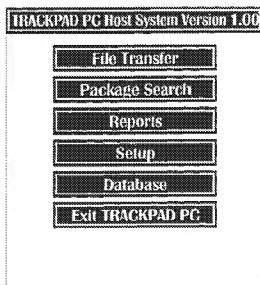 TRACKPAD PC Host System Version 1.00
File Transfer
Package Search
Reports
Setup
Database
Exit TRACKPAD PC